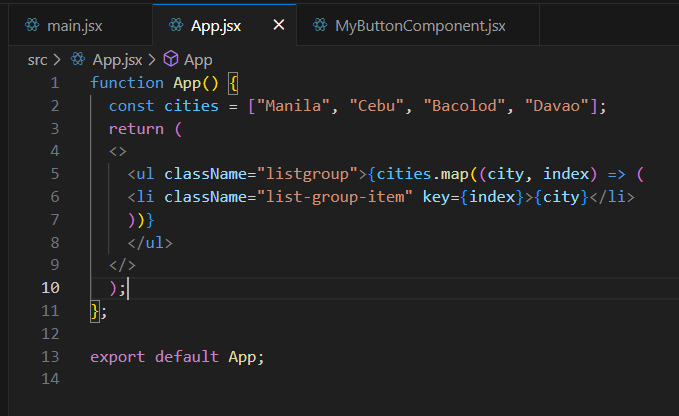 main.jsx App.jsx × MyButtonComponent.jsx
src > App.jsx > App
1 function App() {
2 const cities = ["Manila", "Cebu", "Bacolod", "Davao"];
3 return (
4 <>
5 <ul className="listgroup">{cities.map((city, index) => (
6 <li className="list-group-item" key={index}>{city}</li>
7 ))}
8 </ul>
9 </>
10 );
11 };
12
13 export default App;
14